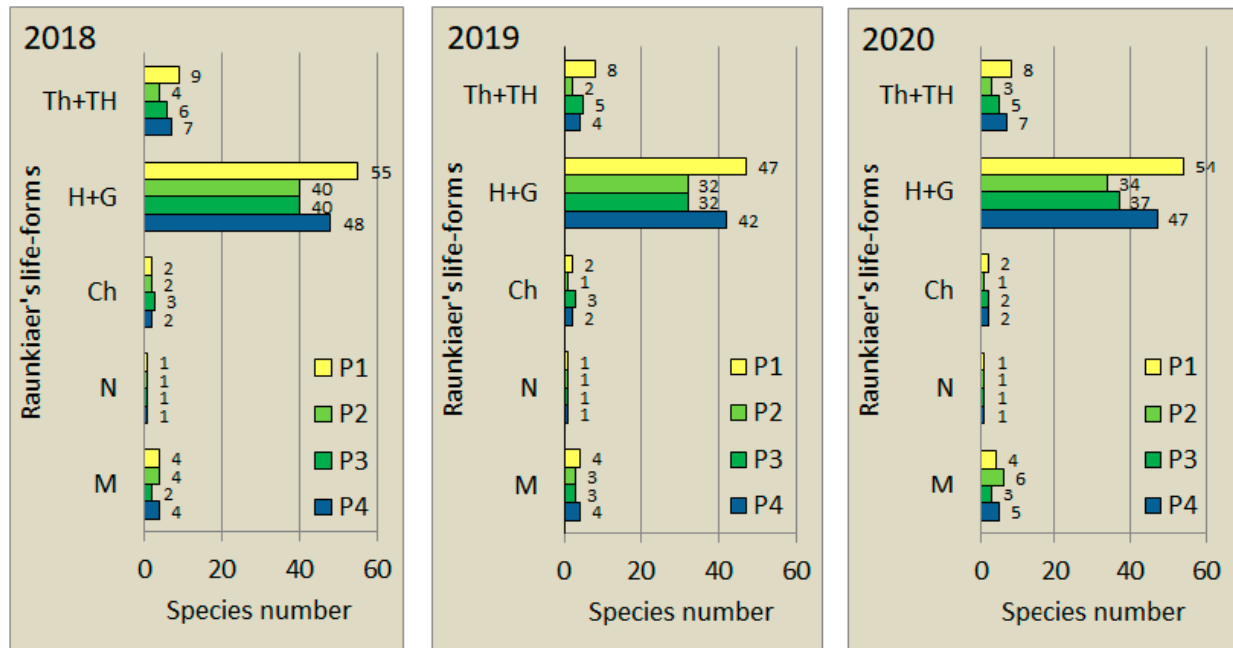 2018
Raunkiaer's life-forms
Th+TH
9
4
6
7
H+G
55
40
40
48
Ch
2
2
3
2
N
1
1
1
1
M
4
4
2
4
P1
P2
P3
P4
0 20 40 60
Species number
2019
Raunkiaer's life-forms
Th+TH
8
2
5
4
H+G
47
32
32
42
Ch
2
1
3
2
N
1
1
1
1
M
4
3
3
4
P1
P2
P3
P4
0 20 40 60
Species number
2020
Raunkiaer's life-forms
Th+TH
8
3
5
7
H+G
54
34
37
47
Ch
2
1
2
2
N
1
1
1
1
M
4
6
3
5
P1
P2
P3
P4
0 20 40 60
Species number